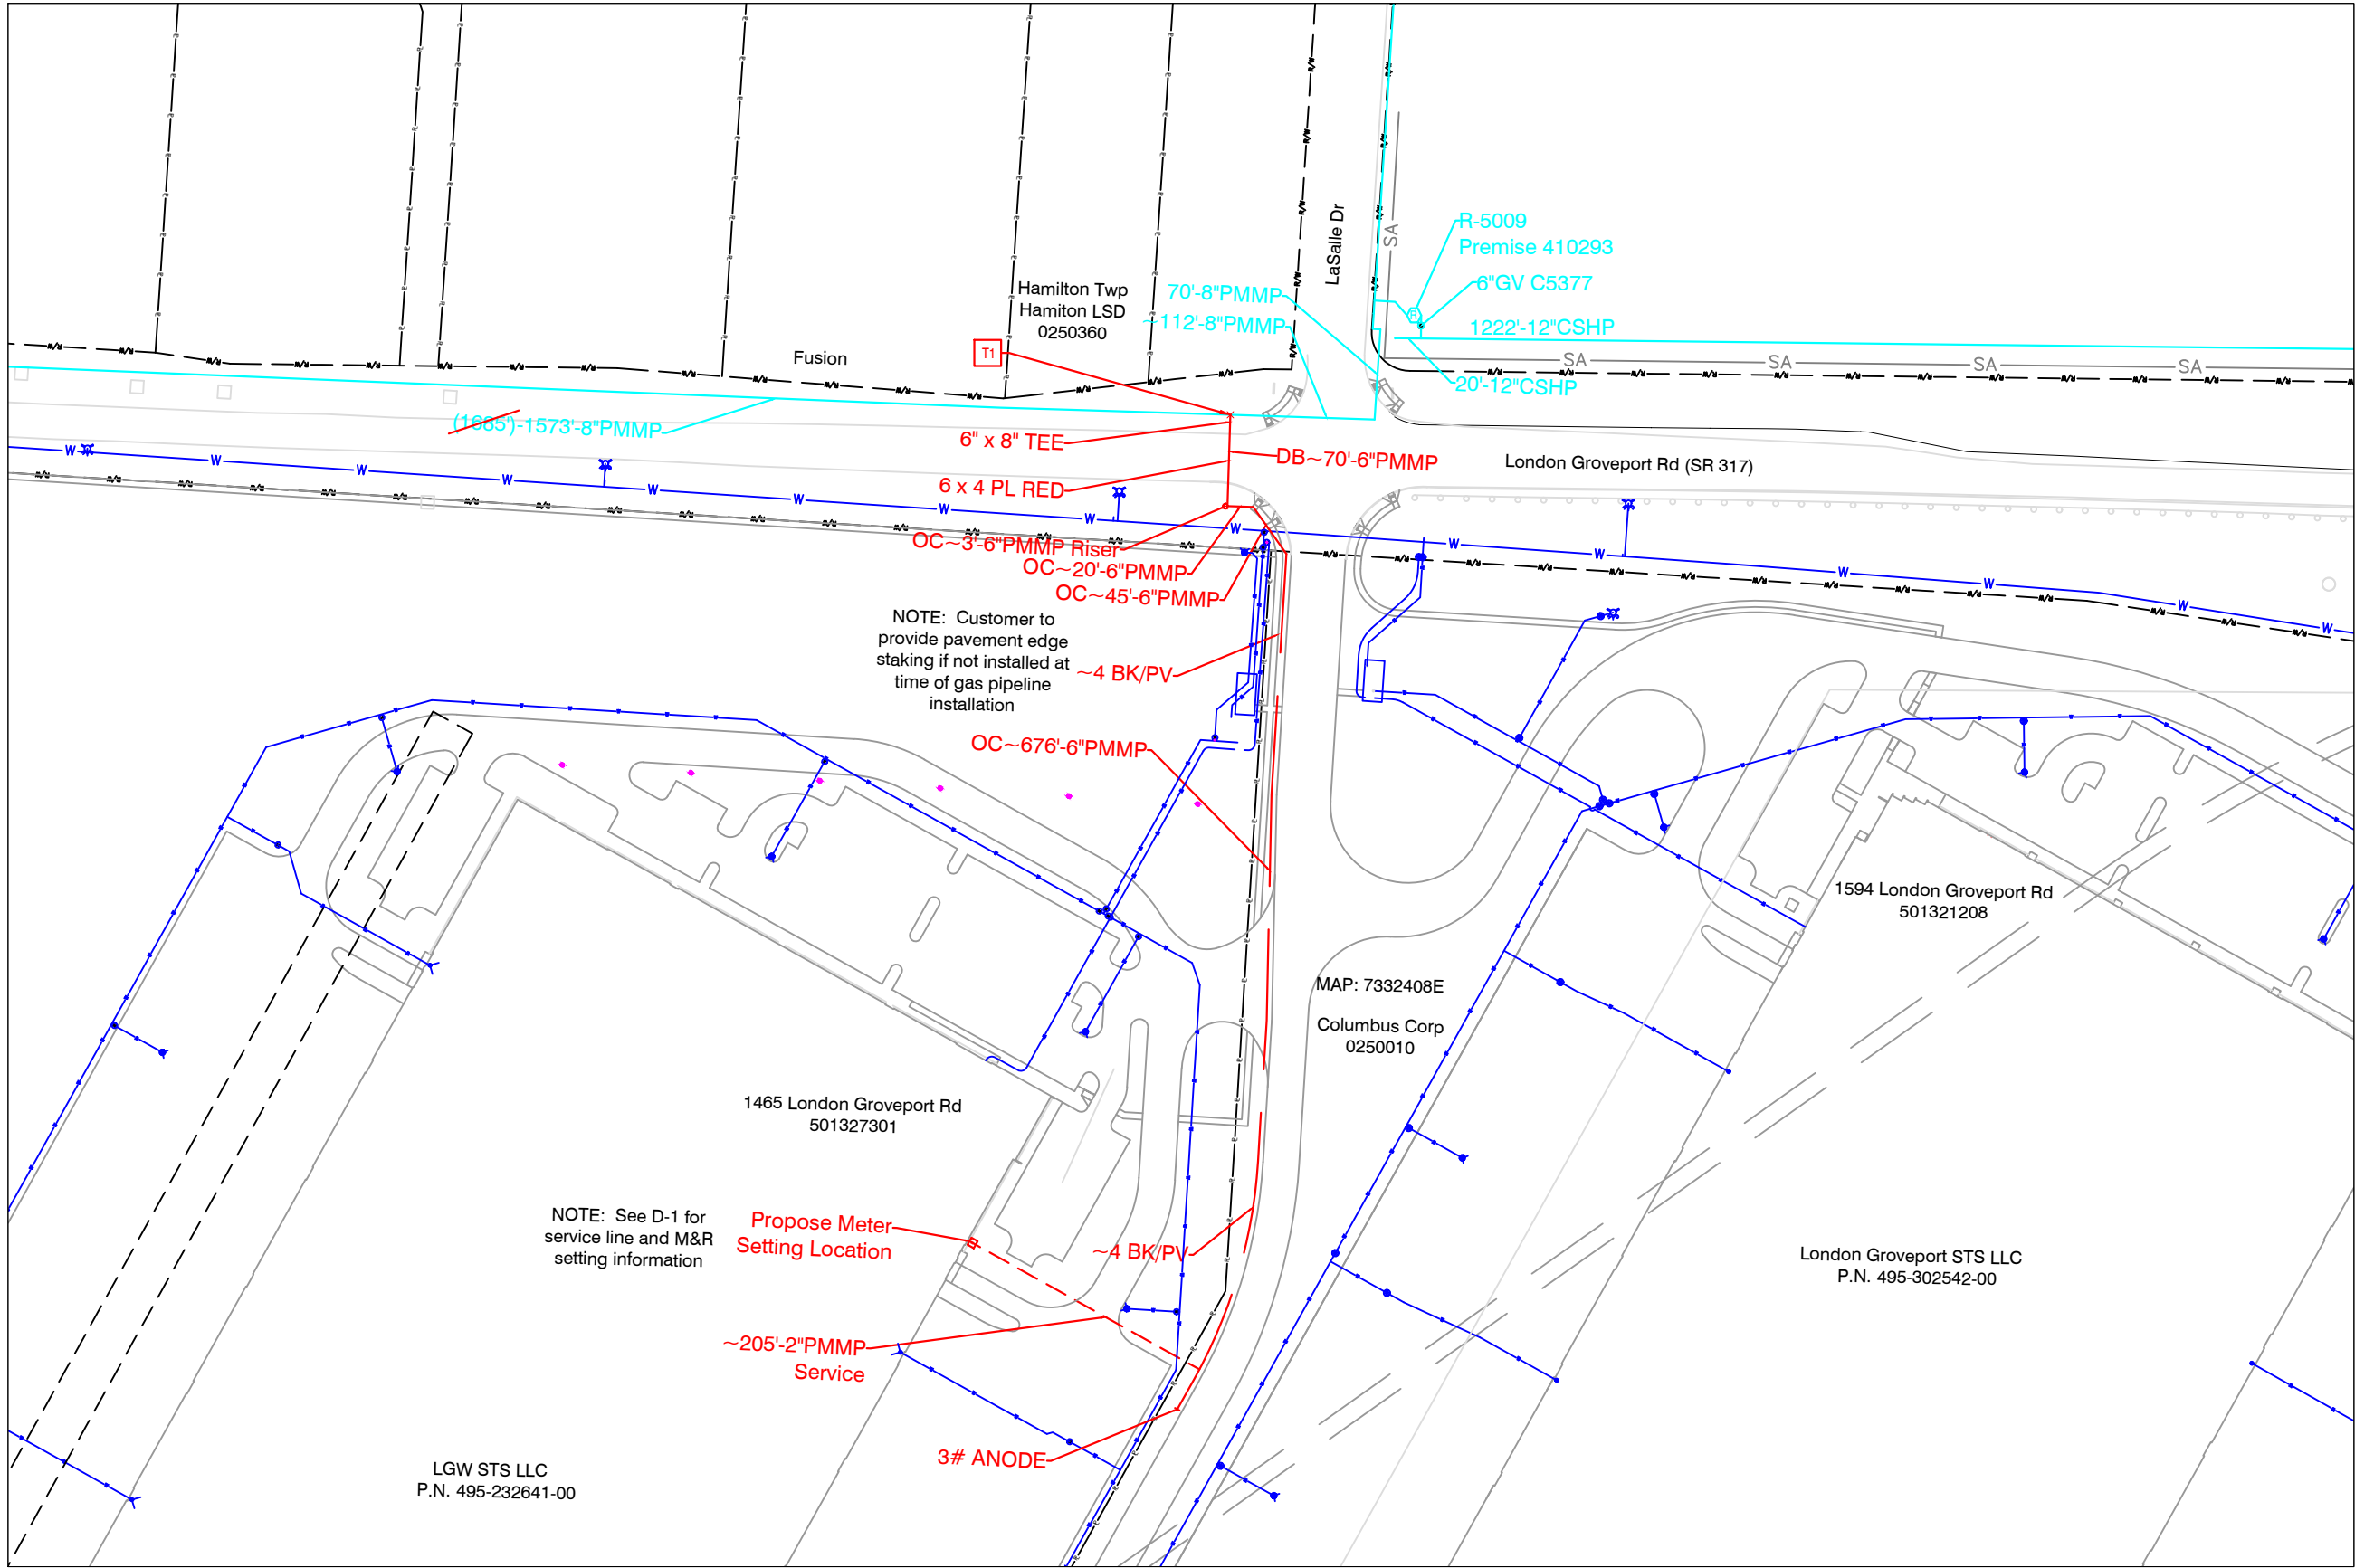 R-5009
Premise 410293
6"GV C5377
1222'-12"CSHP
20'-12"CSHP
LaSalle Dr
SA
Hamilton Twp
Hamiton LSD
0250360
70'-8"PMMP
~112'-8"PMMP
T1
R
Fusion
SA SA SA SA
(1685')-1573'-8"PMMP
6" x 8" TEE
DB~70'-6"PMMP
London Groveport Rd (SR 317)
6 x 4 PL RED
W W W W W W W W W W W W W W
OC~3'-6"PMMP Riser
OC~20'-6"PMMP
OC~45'-6"PMMP
NOTE: Customer to
provide pavement edge
staking if not installed at
time of gas pipeline
installation
~4 BK/PV
OC~676'-6"PMMP
1594 London Groveport Rd
501321208
MAP: 7332408E
Columbus Corp
0250010
1465 London Groveport Rd
501327301
NOTE: See D-1 for
service line and M&R
setting information
Propose Meter
Setting Location
~4 BK/PV
London Groveport STS LLC
P.N. 495-302542-00
~205'-2"PMMP
Service
3# ANODE
LGW STS LLC
P.N. 495-232641-00